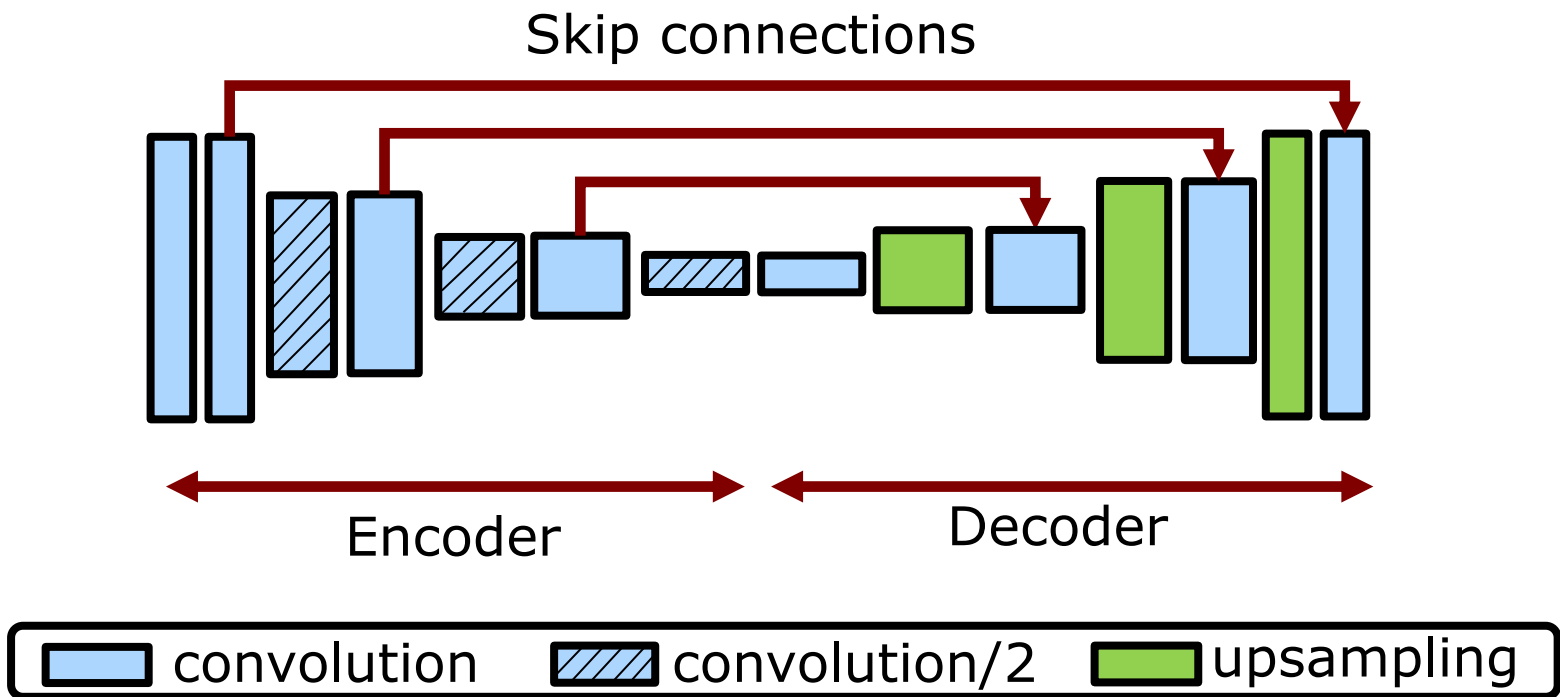 Skip connections
Encoder
Decoder
convolution
convolution/2
upsampling